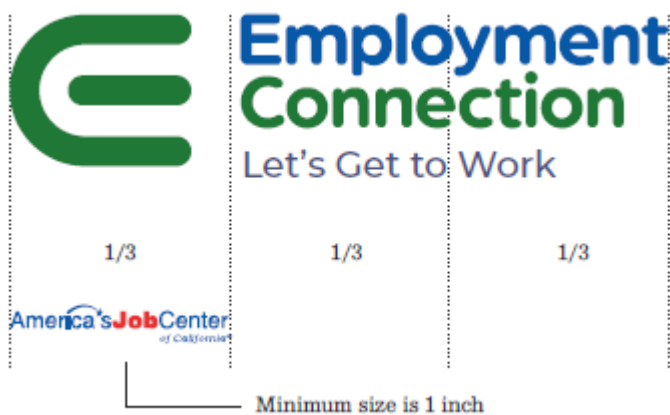 Employment
Connection
Let's Get to Work
1/3 1/3 1/3
America'sJobCenter
of California
Minimum size is 1 inch